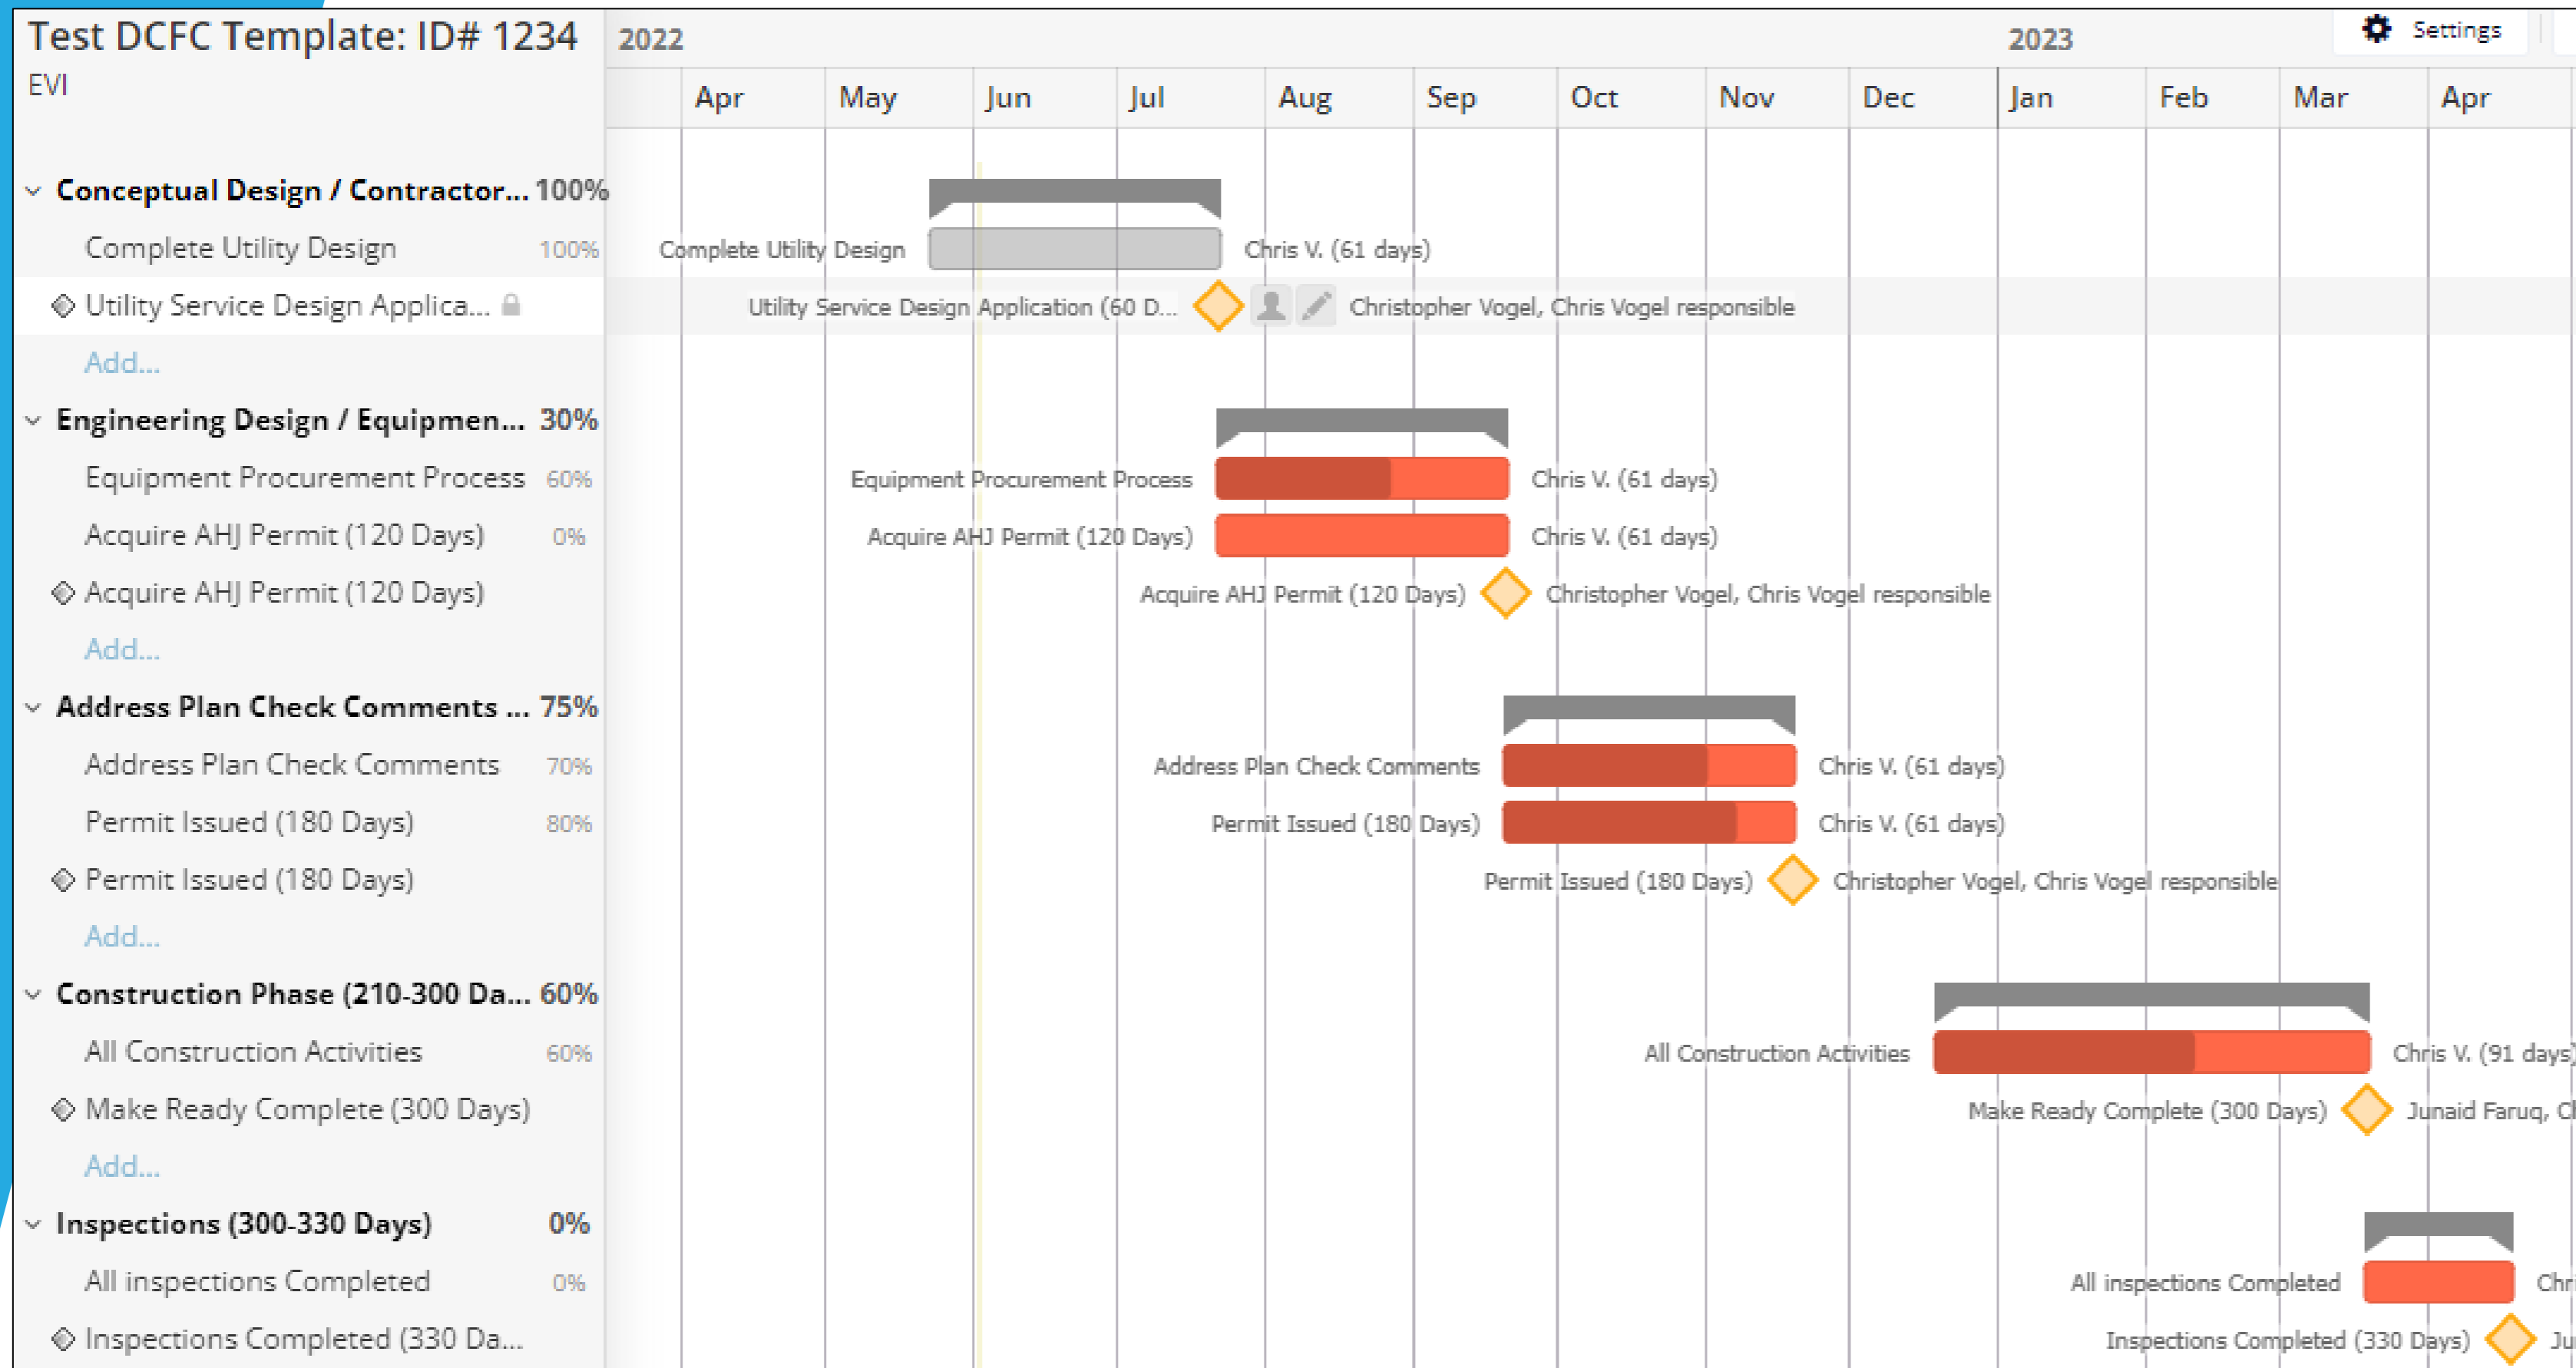 Test DCFC Template: ID# 1234
EVI
2022 2023 Settings
Apr May Jun Jul Aug Sep Oct Nov Dec Jan Feb Mar Apr
Conceptual Design / Contractor... 100%
Complete Utility Design 100% Complete Utility Design Chris V. (61 days)
Utility Service Design Applica... Utility Service Design Application (60 D... Christopher Vogel, Chris Vogel responsible
Add...
Engineering Design / Equipmen... 30%
Equipment Procurement Process 60% Equipment Procurement Process Chris V. (61 days)
Acquire AHJ Permit (120 Days) 0% Acquire AHJ Permit (120 Days) Chris V. (61 days)
Acquire AHJ Permit (120 Days) Acquire AHJ Permit (120 Days) Christopher Vogel, Chris Vogel responsible
Add...
Address Plan Check Comments ... 75%
Address Plan Check Comments 70% Address Plan Check Comments Chris V. (61 days)
Permit Issued (180 Days) 80% Permit Issued (180 Days) Chris V. (61 days)
Permit Issued (180 Days) Permit Issued (180 Days) Christopher Vogel, Chris Vogel responsible
Add...
Construction Phase (210-300 Da... 60%
All Construction Activities 60% All Construction Activities Chris V. (91 days)
Make Ready Complete (300 Days) Make Ready Complete (300 Days) Junaid Faruq,
Add...
Inspections (300-330 Days) 0%
All inspections Completed 0% All inspections Completed
Inspections Completed (330 Da... Inspections Completed (330 Days)